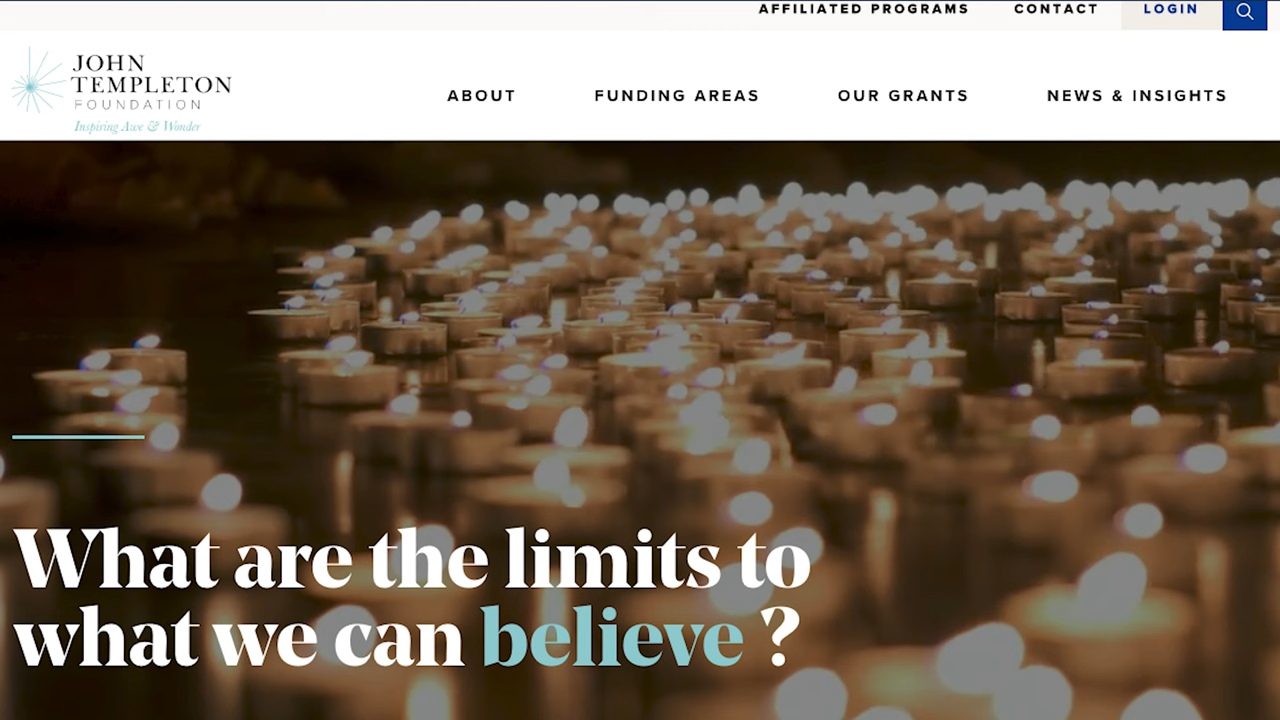 AFFILIATED PROGRAMS CONTACT LOGIN
JOHN
TEMPLETON
FOUNDATION
Inspiring Awe & Wonder
ABOUT FUNDING AREAS OUR GRANTS NEWS & INSIGHTS
What are the limits to
what we can believe ?